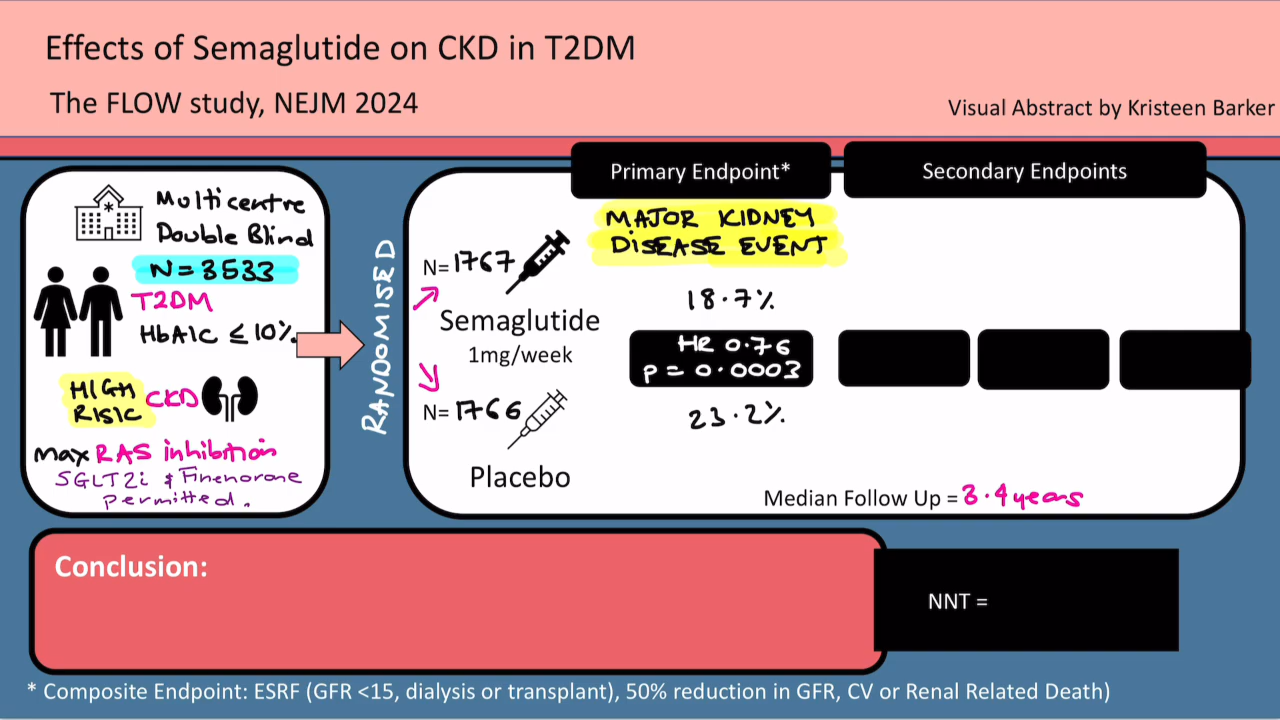 Effects of Semaglutide on CKD in T2DM
The FLOW study, NEJM 2024
Visual Abstract by Kristeen Barker
Multicentre
Double Blind
N = 3533
T2DM
HbA1c ≤ 10%
HIGH
RISK
CKD
max RAS inhibition
SGLT2i & Finenorone
permitted.
RANDOMISED
N= 1767
Semaglutide
1mg/week
N= 1766
Placebo
Primary Endpoint*
MAJOR KIDNEY
DISEASE EVENT
18.7%
HR 0.76
p = 0.0003
23.2%
Secondary Endpoints
Median Follow Up = 3.4 years
Conclusion:
NNT =
* Composite Endpoint: ESRF (GFR <15, dialysis or transplant), 50% reduction in GFR, CV or Renal Related Death)